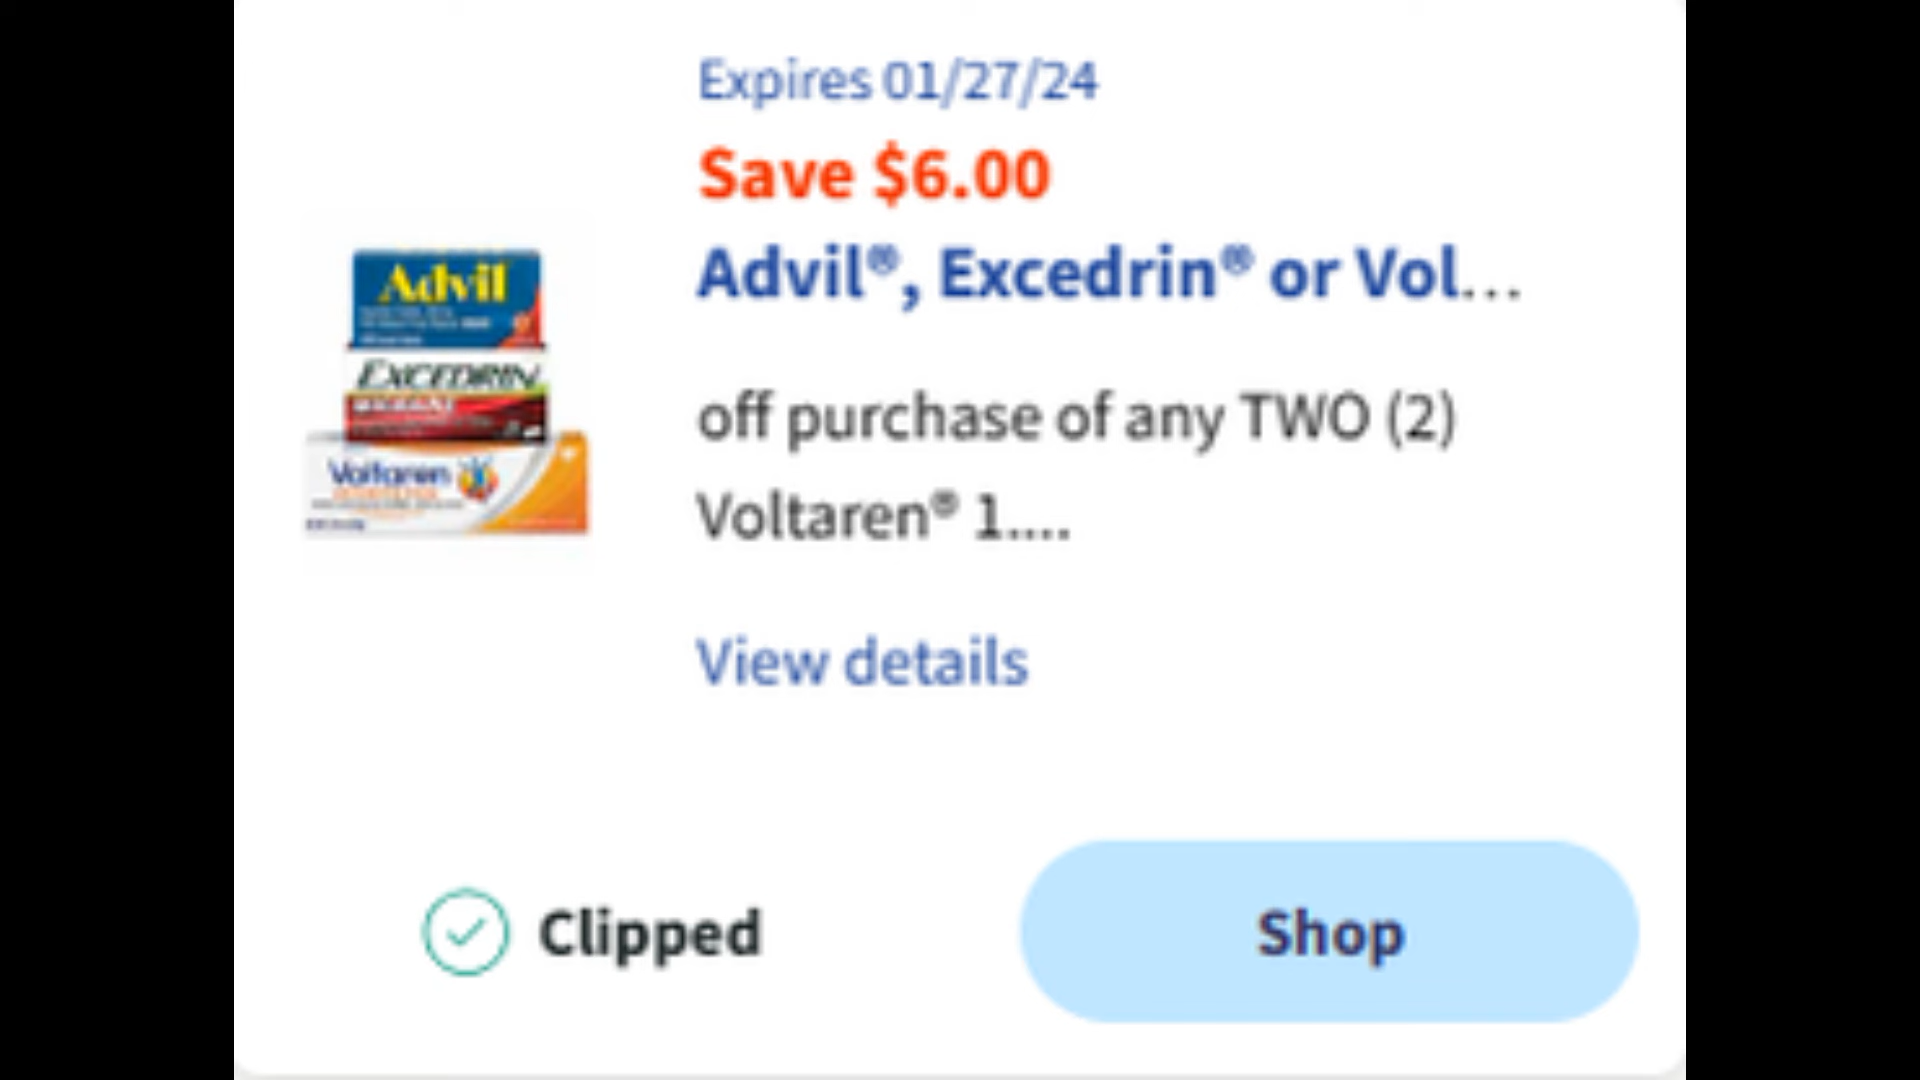 Expires 01/27/24
Save $6.00
Advil®, Excedrin® or Vol...
off purchase of any TWO (2)
Voltaren® 1....
View details
Clipped
Shop
Advil
EXCEDRIN
MIGRAINE
Voltaren